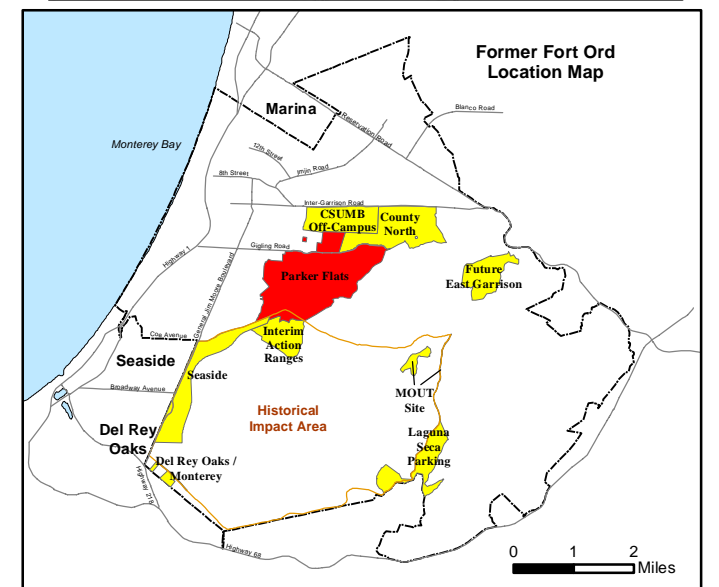 Former Fort Ord
Location Map
Marina
Blanco Road
Reservation Road
Monterey Bay
12th Street
Imjin Road
8th Street
Inter-Garrison Road
CSUMB
Off-Campus
County
North
Gigling Road
Highway 1
Parker Flats
Future
East Garrison
General Jim Moore Boulevard
Coe Avenue
Interim
Action
Ranges
Seaside
Seaside
Broadway Avenue
MOUT
Site
Historical
Impact Area
Del Rey
Oaks
Laguna
Seca
Parking
Del Rey Oaks /
Monterey
Highway 218
Highway 68
0 1 2
Miles